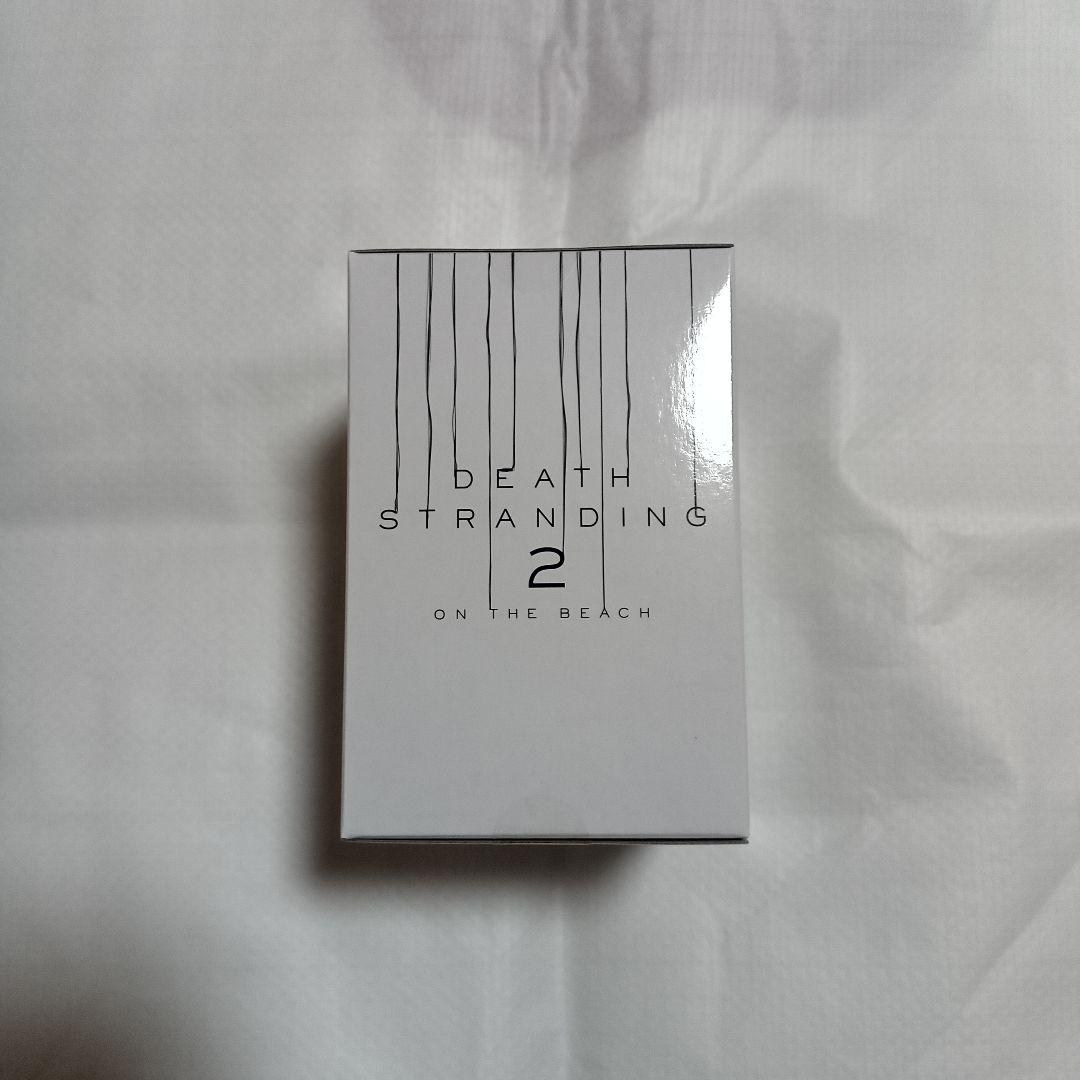 DEATH
STRANDING
2
ON THE BEACH